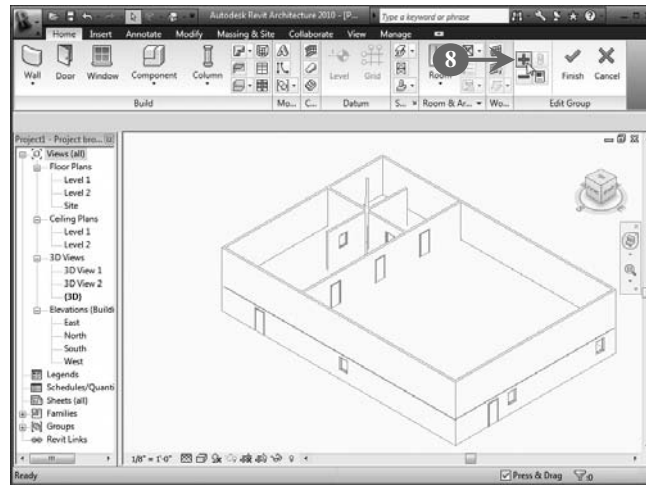 Autodesk Revit Architecture 2010 - [P...
Type a keyword or phrase
Home Insert Annotate Modify Massing & Site Collaborate View Manage
8
Wall Door Window Component Column Level Grid Room Finish Cancel
Build Mo... C... Datum S... Room & Ar... Wo... Edit Group
Project1 - Project bro...
Views (all)
Floor Plans
Level 1
Level 2
Site
Ceiling Plans
Level 1
Level 2
3D Views
3D View 1
3D View 2
(3D)
Elevations (Buildi
East
North
South
West
Legends
Schedules/Quanti
Sheets (all)
Families
Groups
Revit Links
1/8" = 1'-0"
Ready
Press & Drag
:0